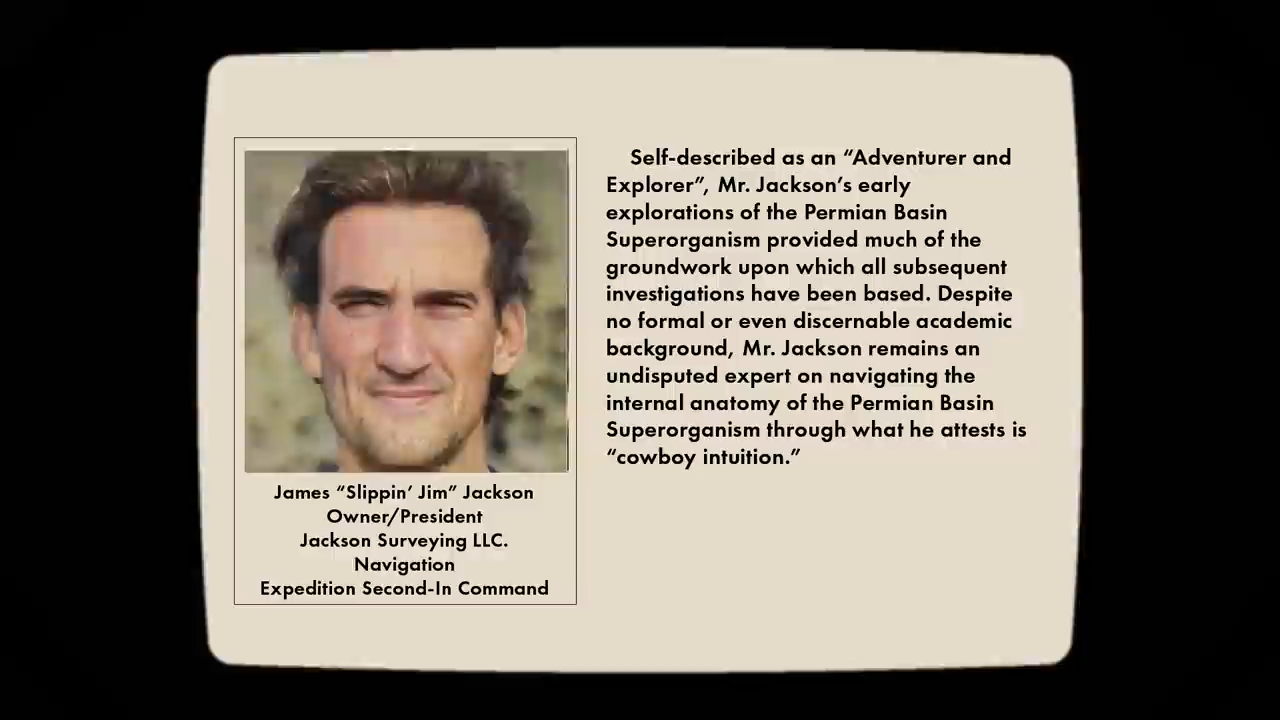 James “Slippin’ Jim” Jackson
Owner/President
Jackson Surveying LLC.
Navigation
Expedition Second-In Command
Self-described as an “Adventurer and
Explorer”, Mr. Jackson’s early
explorations of the Permian Basin
Superorganism provided much of the
groundwork upon which all subsequent
investigations have been based. Despite
no formal or even discernable academic
background, Mr. Jackson remains an
undisputed expert on navigating the
internal anatomy of the Permian Basin
Superorganism through what he attests is
“cowboy intuition.”